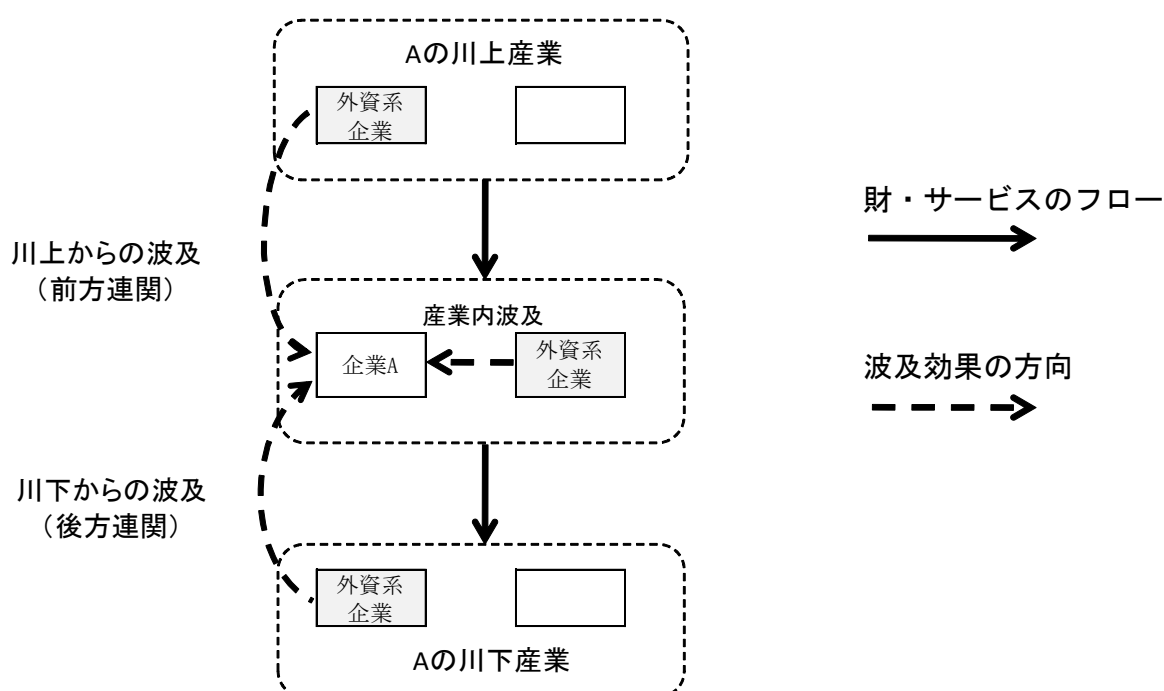 Aの川上産業
外資系
企業
財・サービスのフロー
川上からの波及
（前方連関）
産業内波及
企業A
外資系
企業
波及効果の方向
川下からの波及
（後方連関）
外資系
企業
Aの川下産業